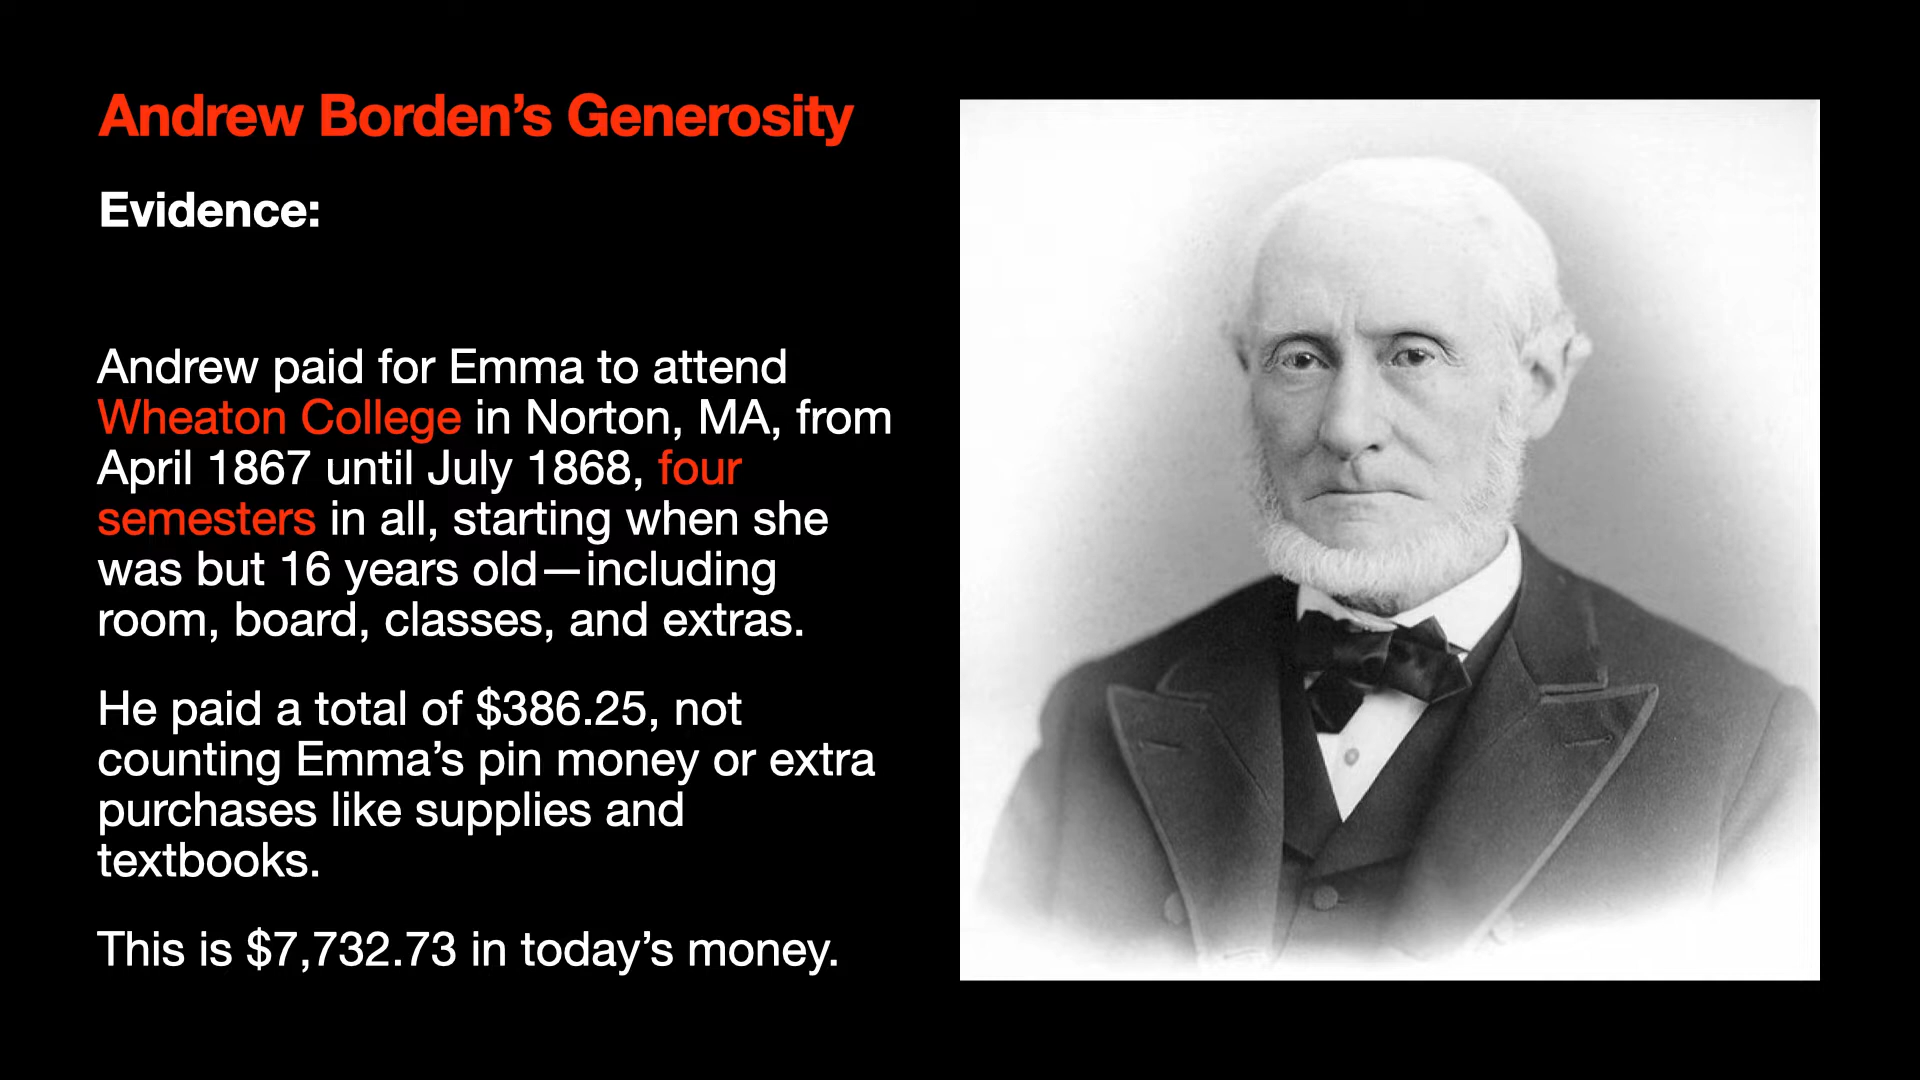 Andrew Borden’s Generosity
Evidence:
Andrew paid for Emma to attend
Wheaton College in Norton, MA, from
April 1867 until July 1868, four
semesters in all, starting when she
was but 16 years old—including
room, board, classes, and extras.
He paid a total of $386.25, not
counting Emma’s pin money or extra
purchases like supplies and
textbooks.
This is $7,732.73 in today’s money.